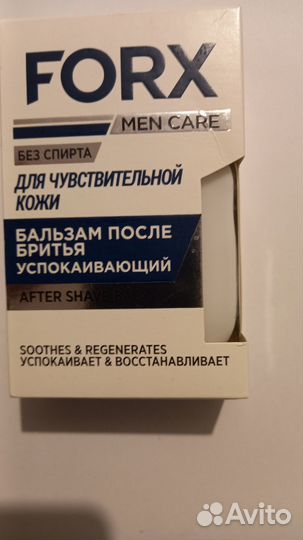 FORX
MEN CARE
БЕЗ СПИРТА
ДЛЯ ЧУВСТВИТЕЛЬНОЙ
КОЖИ
БАЛЬЗАМ ПОСЛЕ
БРИТЬЯ
УСПОКАИВАЮЩИЙ
AFTER SHAVE
SOOTHES & REGENERATES
УСПОКАИВАЕТ & ВОССТАНАВЛИВАЕТ
Avito